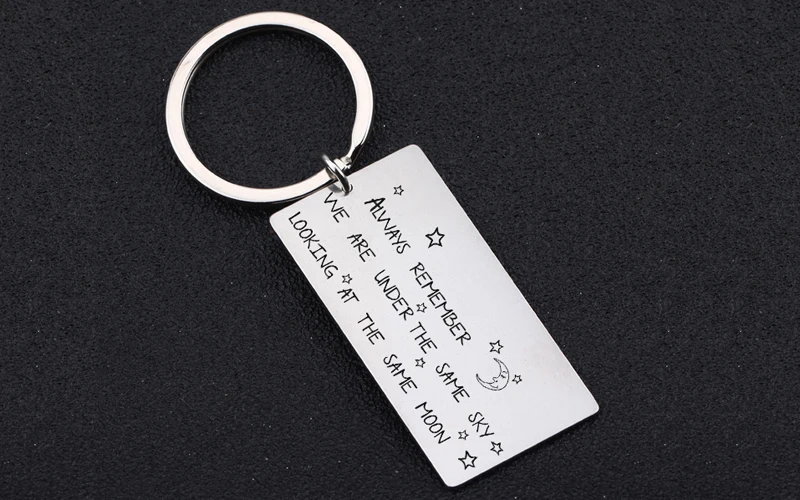 ALWAYS REMEMBER
WE ARE UNDER THE SAME SKY
LOOKING AT THE SAME MOON